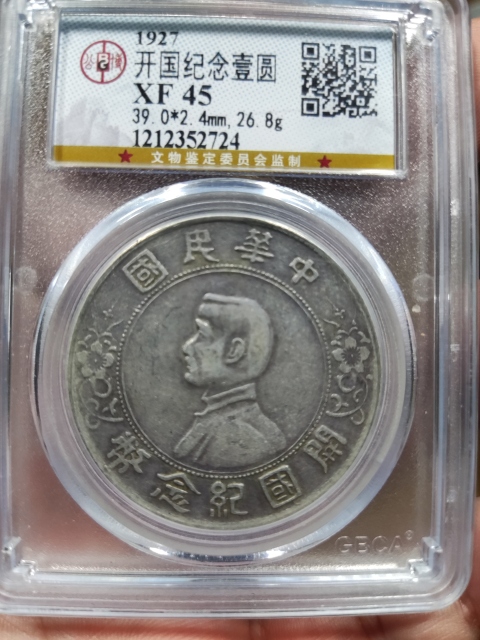 1927
开国纪念壹圆
XF 45
39.0*2.4mm,26.8g
1212352724
★ 文物鉴定委员会监制 ★
中華民國
開國紀念幣
GBCA®